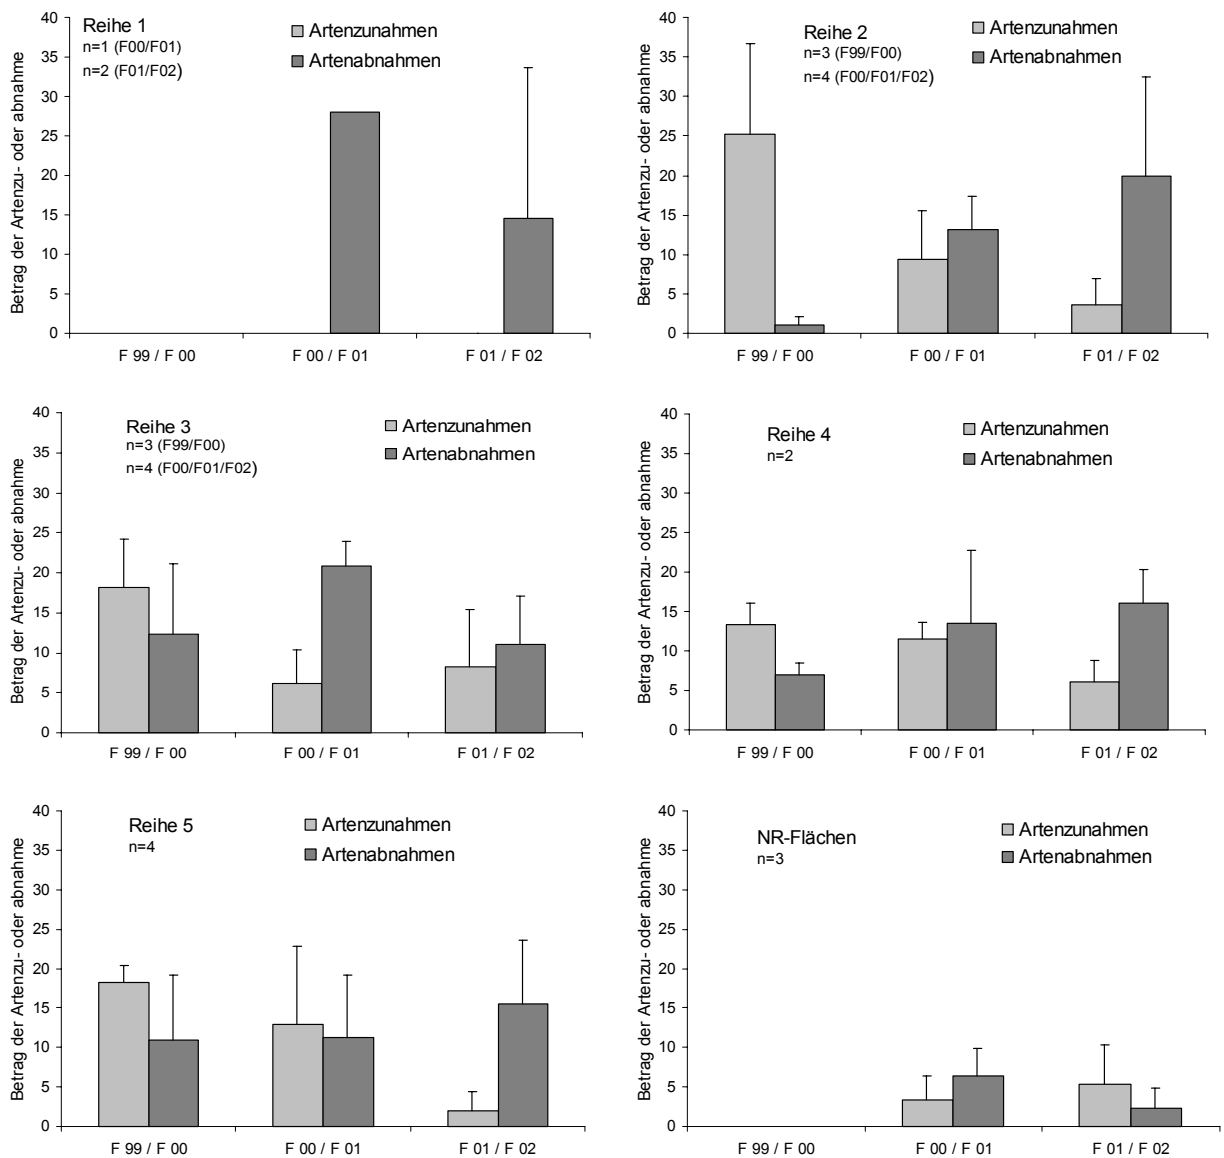 Betrag der Artenzu- oder abnahme
40
35
30
25
20
15
10
5
0
Reihe 1
n=1 (F00/F01)
n=2 (F01/F02)
Artenzunahmen
Artenabnahmen
F 99 / F 00
F 00 / F 01
F 01 / F 02
Betrag der Artenzu- oder abnahme
40
35
30
25
20
15
10
5
0
Reihe 2
n=3 (F99/F00)
n=4 (F00/F01/F02)
Artenzunahmen
Artenabnahmen
F 99 / F 00
F 00 / F 01
F 01 / F 02
Betrag der Artenzu- oder abnahme
40
35
30
25
20
15
10
5
0
Reihe 3
n=3 (F99/F00)
n=4 (F00/F01/F02)
Artenzunahmen
Artenabnahmen
F 99 / F 00
F 00 / F 01
F 01 / F 02
Betrag der Artenzu- oder abnahme
40
35
30
25
20
15
10
5
0
Reihe 4
n=2
Artenzunahmen
Artenabnahmen
F 99 / F 00
F 00 / F 01
F 01 / F 02
Betrag der Artenzu- oder abnahme
40
35
30
25
20
15
10
5
0
Reihe 5
n=4
Artenzunahmen
Artenabnahmen
F 99 / F 00
F 00 / F 01
F 01 / F 02
Betrag der Artenzu- oder abnahme
40
35
30
25
20
15
10
5
0
NR-Flächen
n=3
Artenzunahmen
Artenabnahmen
F 99 / F 00
F 00 / F 01
F 01 / F 02